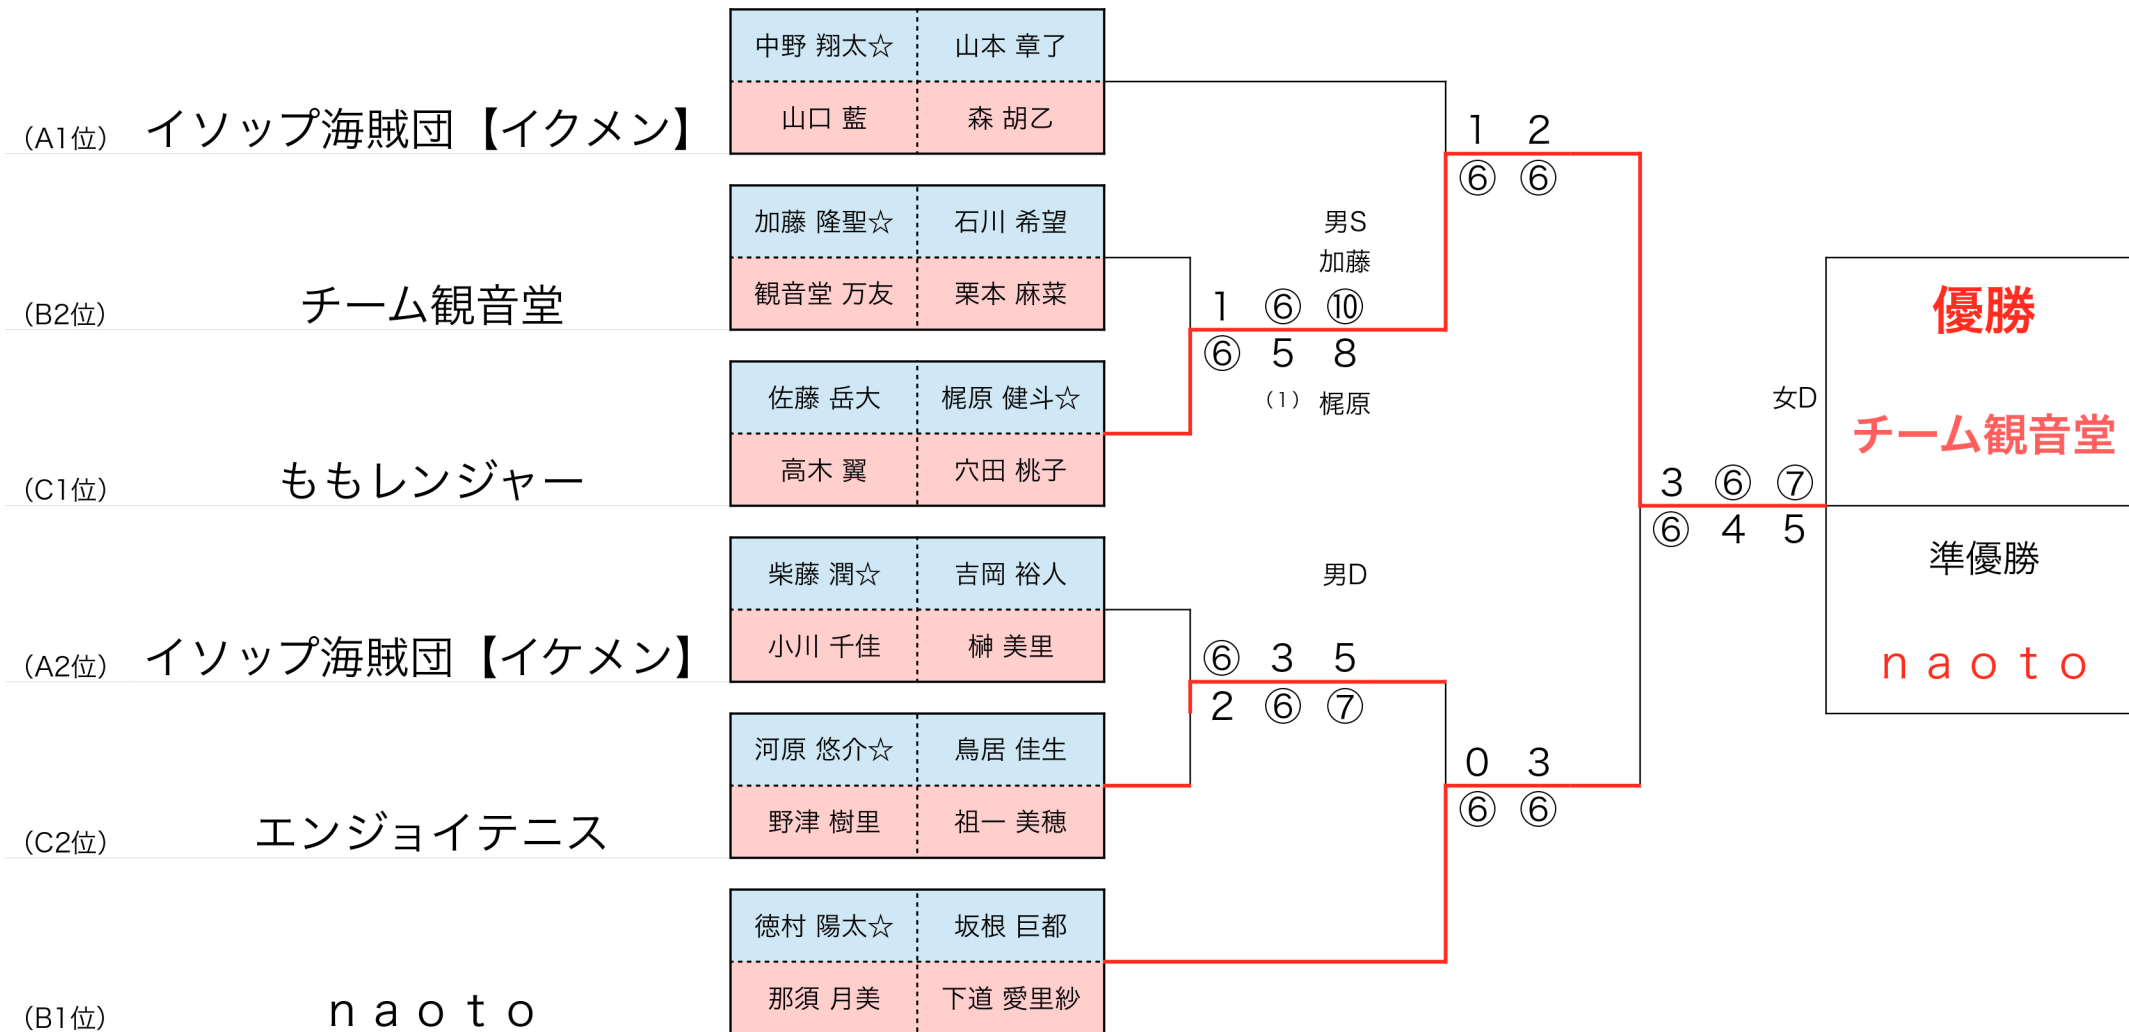 中野 翔太☆ 山本 章了
(A1位) イソップ海賊団【イクメン】 山口 藍 森 胡乙
1 2
⑥ ⑥
加藤 隆聖☆ 石川 希望
(B2位) チーム観音堂 観音堂 万友 栗本 麻菜
男S
加藤
1 ⑥ ⑩
⑥ 5 8
(1) 梶原
佐藤 岳大 梶原 健斗☆
(C1位) ももレンジャー 高木 翼 穴田 桃子
優勝
チーム観音堂
女D
3 ⑥ ⑦
⑥ 4 5
準優勝
naoto
柴藤 潤☆ 吉岡 裕人
(A2位) イソップ海賊団【イケメン】 小川 千佳 榊 美里
男D
⑥ 3 5
2 ⑥ ⑦
河原 悠介☆ 鳥居 佳生
(C2位) エンジョイテニス 野津 樹里 祖一 美穂
0 3
⑥ ⑥
徳村 陽太☆ 坂根 巨都
(B1位) naoto 那須 月美 下道 愛里紗